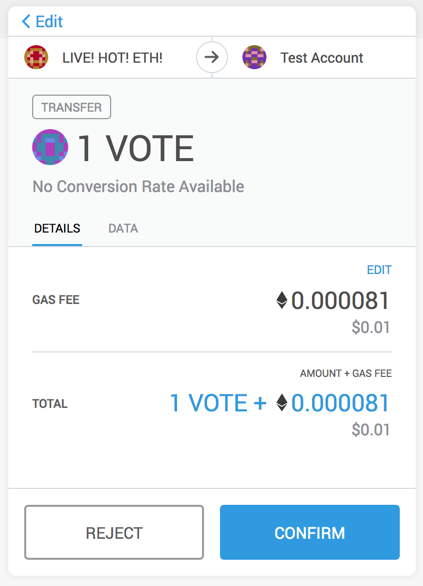 Edit
LIVE! HOT! ETH!
Test Account
TRANSFER
1 VOTE
No Conversion Rate Available
DETAILS DATA
EDIT
GAS FEE 0.000081
$0.01
AMOUNT + GAS FEE
TOTAL 1 VOTE + 0.000081
$0.01
REJECT CONFIRM